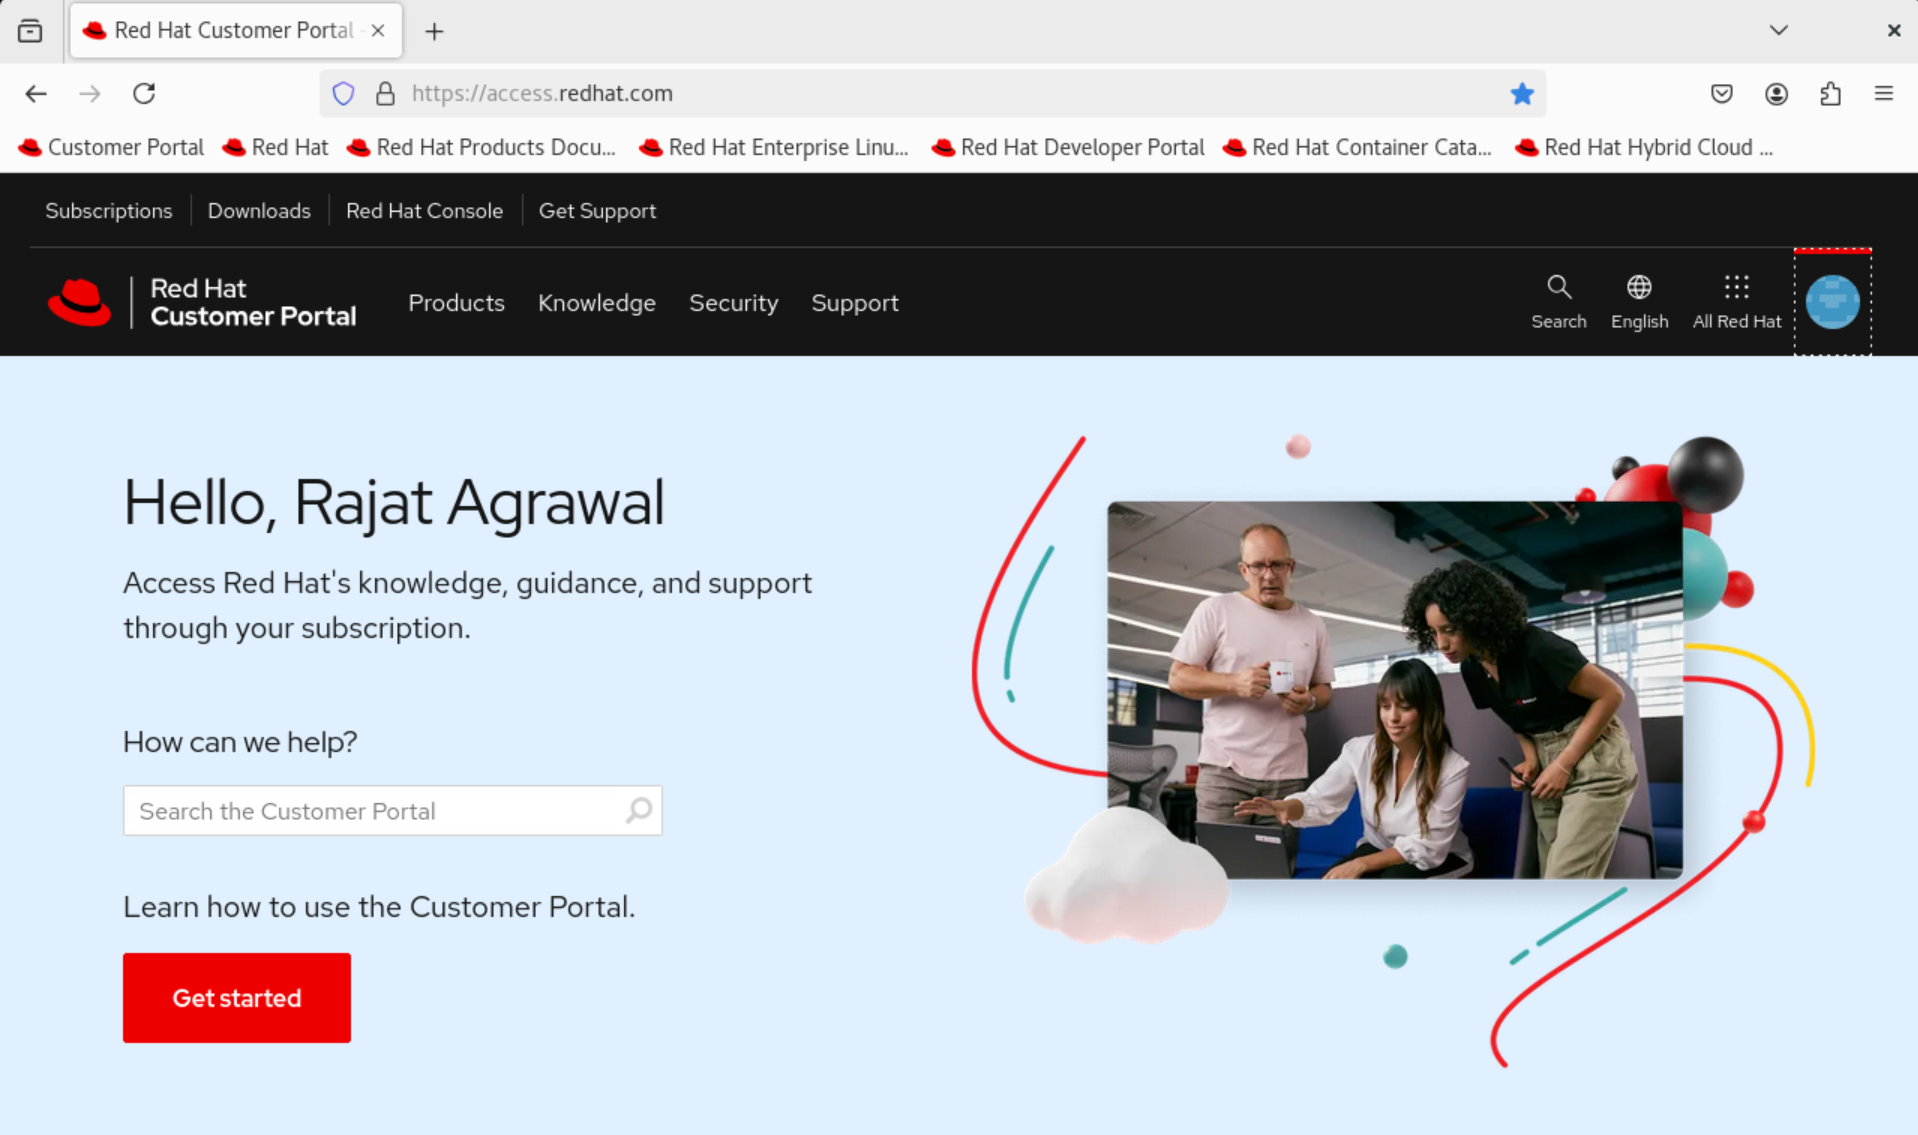 Red Hat Customer Portal
https://access.redhat.com
Customer Portal Red Hat Red Hat Products Docu... Red Hat Enterprise Linu... Red Hat Developer Portal Red Hat Container Cata... Red Hat Hybrid Cloud ...
Subscriptions Downloads Red Hat Console Get Support
Red Hat
Customer Portal
Products Knowledge Security Support
Search English All Red Hat
Hello, Rajat Agrawal
Access Red Hat's knowledge, guidance, and support
through your subscription.
How can we help?
Search the Customer Portal
Learn how to use the Customer Portal.
Get started